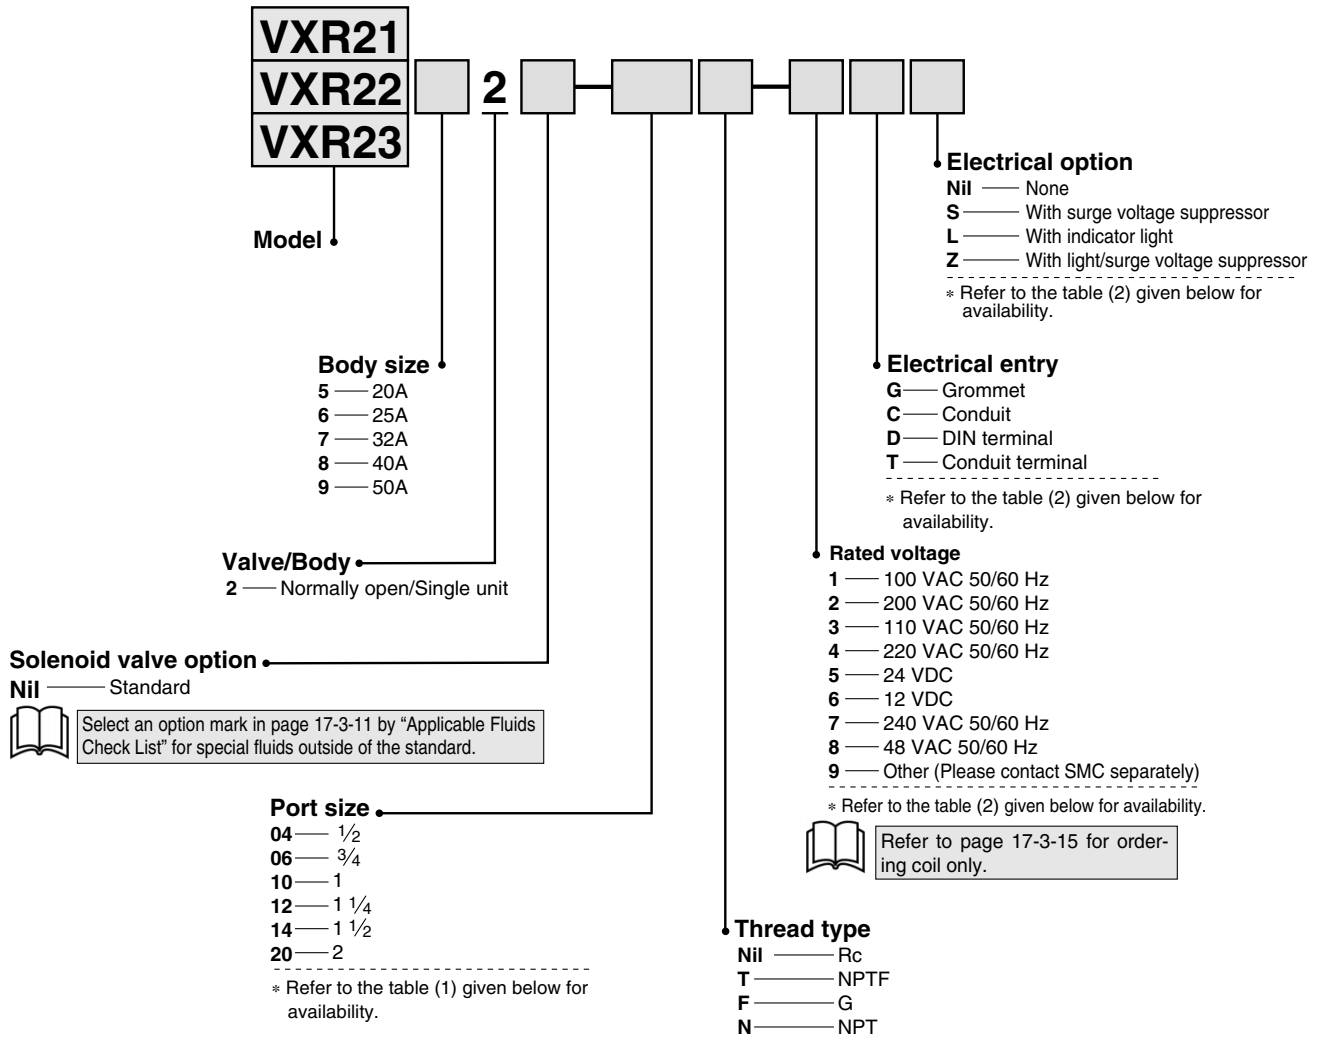 VXR21
VXR22
VXR23
2
Model
Electrical option
Nil None
S With surge voltage suppressor
L With indicator light
Z With light/surge voltage suppressor
* Refer to the table (2) given below for
availability.
Body size
5 20A
6 25A
7 32A
8 40A
9 50A
Electrical entry
G Grommet
C Conduit
D DIN terminal
T Conduit terminal
* Refer to the table (2) given below for
availability.
Valve/Body
2 Normally open/Single unit
Rated voltage
1 100 VAC 50/60 Hz
2 200 VAC 50/60 Hz
3 110 VAC 50/60 Hz
4 220 VAC 50/60 Hz
5 24 VDC
6 12 VDC
7 240 VAC 50/60 Hz
8 48 VAC 50/60 Hz
9 Other (Please contact SMC separately)
* Refer to the table (2) given below for availability.
Refer to page 17-3-15 for order-
ing coil only.
Solenoid valve option
Nil Standard
Select an option mark in page 17-3-11 by “Applicable Fluids
Check List” for special fluids outside of the standard.
Port size
04 1/2
06 3/4
10 1
12 1 1/4
14 1 1/2
20 2
* Refer to the table (1) given below for
availability.
Thread type
Nil Rc
T NPTF
F G
N NPT